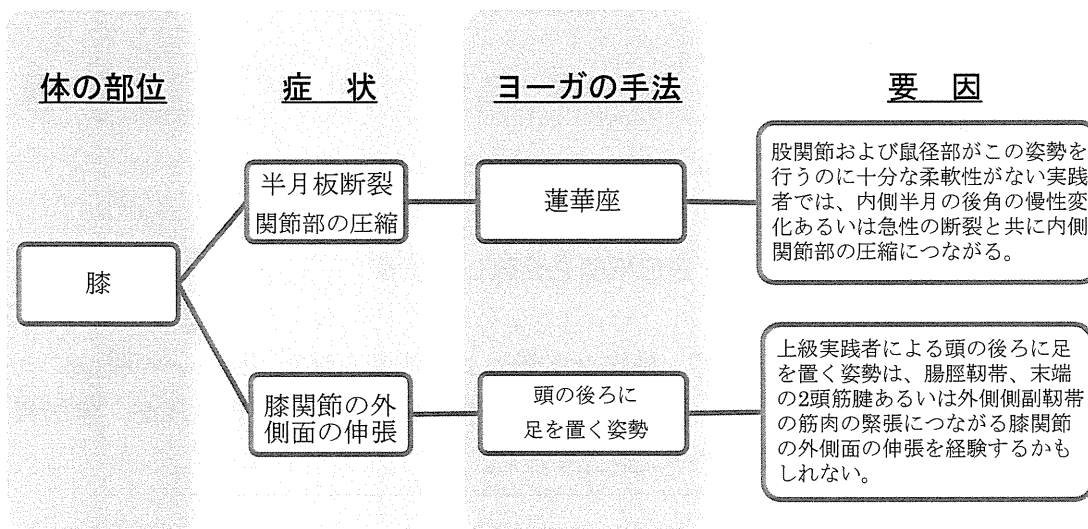 体の部位
症　状
ヨーガの手法
要　因
膝
半月板断裂
関節部の圧縮
蓮華座
股関節および鼠径部がこの姿勢を
行うのに十分な柔軟性がない実践
者では、内側半月の後角の慢性変
化あるいは急性の断裂と共に内側
関節部の圧縮につながる。
膝関節の外
側面の伸張
頭の後ろに
足を置く姿勢
上級実践者による頭の後ろに足
を置く姿勢は、腸脛靭帯、末端
の2頭筋腱あるいは外側側副靭帯
の筋肉の緊張につながる膝関節
の外側面の伸張を経験するかも
しれない。